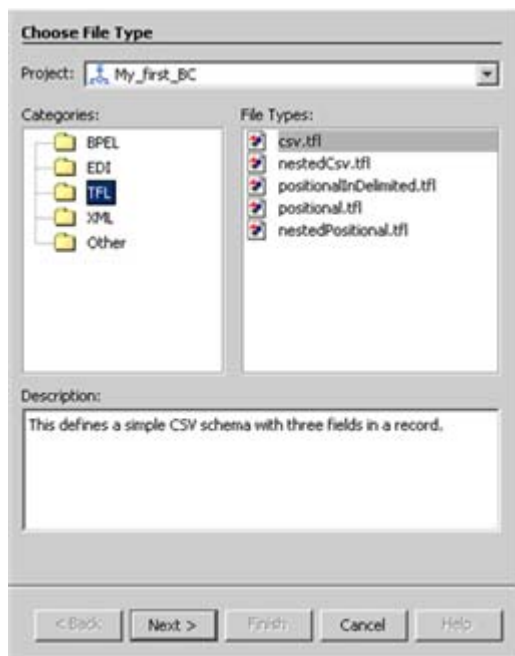 Choose File Type
Project: My_first_BC
Categories:
BPEL
EDI
TFL
XML
Other
File Types:
csv.tfl
nestedCsv.tfl
positionalInDelimited.tfl
positional.tfl
nestedPositional.tfl
Description:
This defines a simple CSV schema with three fields in a record.
< Back Next > Finish Cancel Help